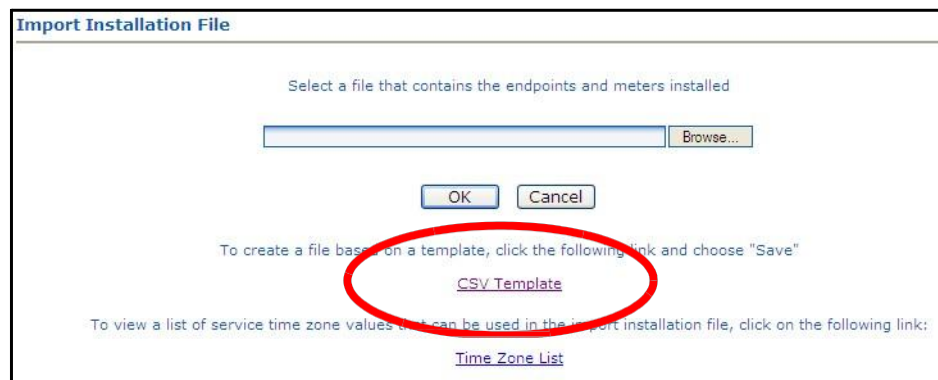 Import Installation File
Select a file that contains the endpoints and meters installed
Browse...
OK Cancel
To create a file based on a template, click the following link and choose "Save"
CSV Template
To view a list of service time zone values that can be used in the import installation file, click on the following link:
Time Zone List